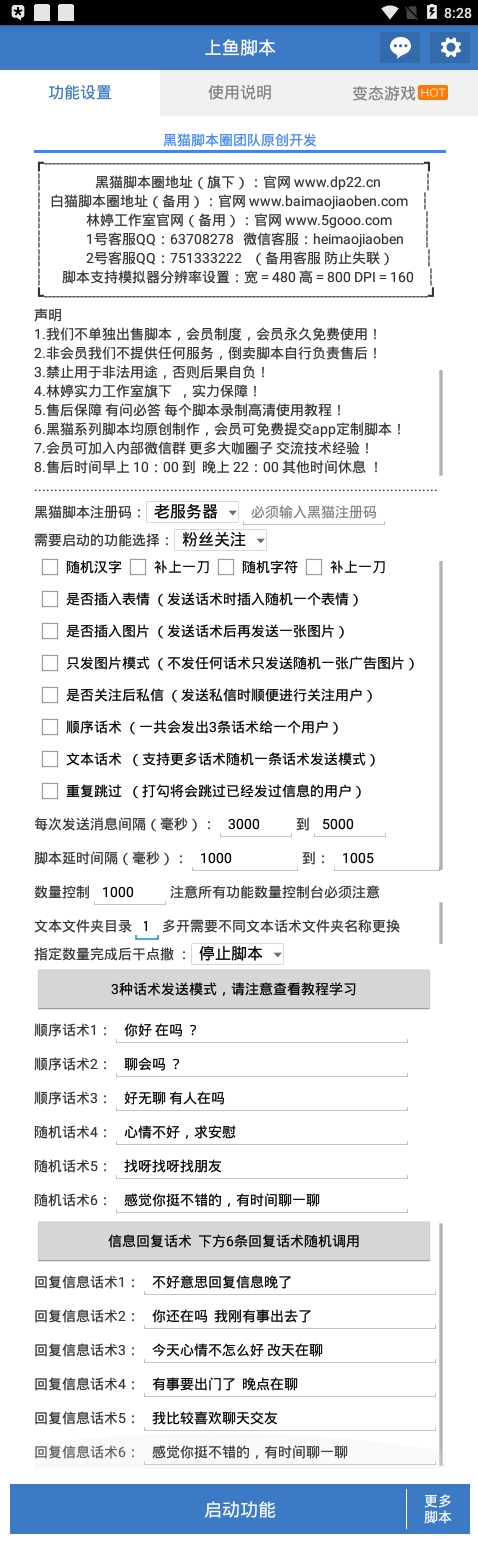 8:28
上鱼脚本
功能设置 使用说明 变态游戏 HOT
黑猫脚本圈团队原创开发
黑猫脚本圈地址（旗下）：官网 www.dp22.cn
白猫脚本圈地址（备用）：官网 www.baimaojiaoben.com
林婷工作室官网（备用）：官网 www.5gooo.com
1号客服QQ：63708278 微信客服：heimaojiaoben
2号客服QQ：751333222 （备用客服 防止失联）
脚本支持模拟器分辨率设置：宽 = 480 高 = 800 DPI = 160
声明
1.我们不单独出售脚本，会员制度，会员永久免费使用！
2.非会员我们不提供任何服务，倒卖脚本自行负责售后！
3.禁止用于非法用途，否则后果自负！
4.林婷实力工作室旗下 ，实力保障！
5.售后保障 有问必答 每个脚本录制高清使用教程！
6.黑猫系列脚本均原创制作，会员可免费提交app定制脚本！
7.会员可加入内部微信群 更多大咖圈子 交流技术经验！
8.售后时间早上 10：00 到 晚上 22：00 其他时间休息 ！
黑猫脚本注册码： 老服务器 必须输入黑猫注册码
需要启动的功能选择： 粉丝关注
随机汉字 补上一刀 随机字符 补上一刀
是否插入表情（发送话术时插入随机一个表情）
是否插入图片（发送话术后再发送一张图片）
只发图片模式（不发任何话术只发送随机一张广告图片）
是否关注后私信（发送私信时顺便进行关注用户）
顺序话术（一共会发出3条话术给一个用户）
文本话术 （支持更多话术随机一条话术发送模式）
重复跳过 （打勾将会跳过已经发过信息的用户）
每次发送消息间隔（毫秒）： 3000 到 5000
脚本延时间隔（毫秒）： 1000 到： 1005
数量控制 1000 注意所有功能数量控制台必须注意
文本文件夹目录 1 多开需要不同文本话术文件夹名称更换
指定数量完成后干点撒 ： 停止脚本
3种话术发送模式，请注意查看教程学习
顺序话术1： 你好 在吗 ？
顺序话术2： 聊会吗 ？
顺序话术3： 好无聊 有人在吗
随机话术4： 心情不好，求安慰
随机话术5： 找呀找呀找朋友
随机话术6： 感觉你挺不错的，有时间聊一聊
信息回复话术 下方6条回复话术随机调用
回复信息话术1： 不好意思回复信息晚了
回复信息话术2： 你还在吗 我刚有事出去了
回复信息话术3： 今天心情不怎么好 改天在聊
回复信息话术4： 有事要出门了 晚点在聊
回复信息话术5： 我比较喜欢聊天交友
回复信息话术6： 感觉你挺不错的，有时间聊一聊
启动功能 更多
脚本